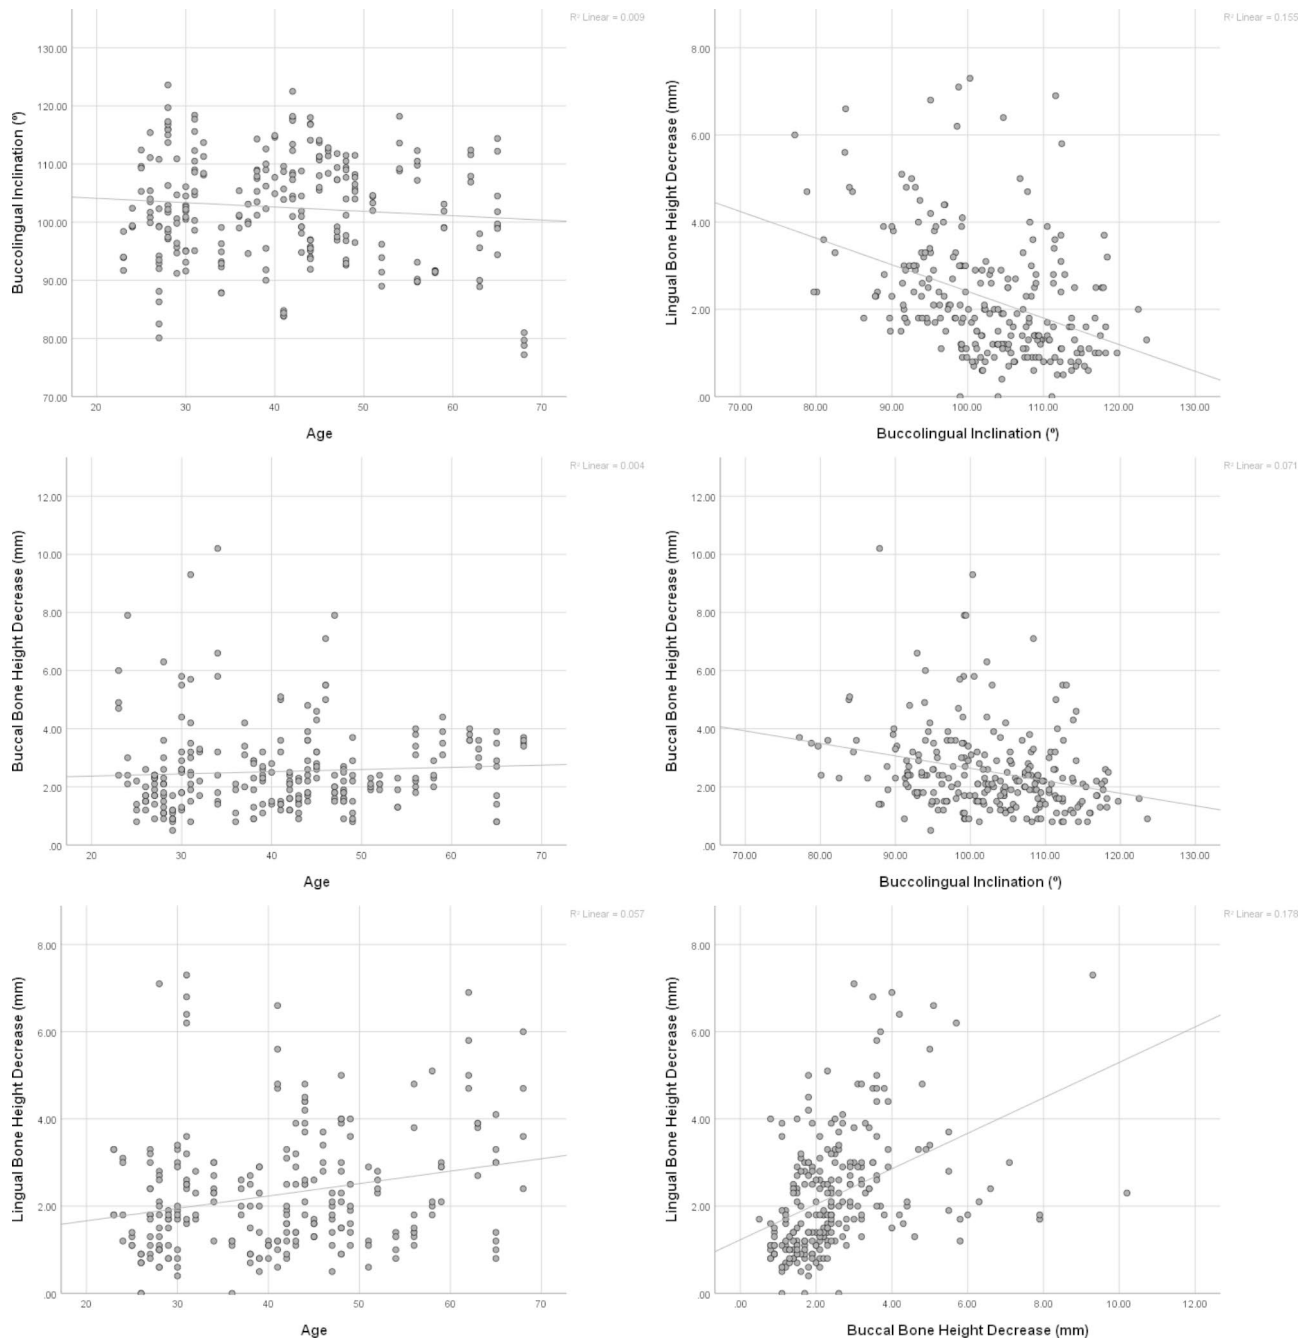 R² Linear = 0.009
130.00
120.00
110.00
100.00
90.00
80.00
70.00
Buccolingual Inclination (º)
20 30 40 50 60 70
Age
R² Linear = 0.155
8.00
6.00
4.00
2.00
.00
Lingual Bone Height Decrease (mm)
70.00 80.00 90.00 100.00 110.00 120.00 130.00
Buccolingual Inclination (º)
R² Linear = 0.004
12.00
10.00
8.00
6.00
4.00
2.00
.00
Buccal Bone Height Decrease (mm)
20 30 40 50 60 70
Age
R² Linear = 0.071
12.00
10.00
8.00
6.00
4.00
2.00
.00
Buccal Bone Height Decrease (mm)
70.00 80.00 90.00 100.00 110.00 120.00 130.00
Buccolingual Inclination (º)
R² Linear = 0.057
8.00
6.00
4.00
2.00
.00
Lingual Bone Height Decrease (mm)
20 30 40 50 60 70
Age
R² Linear = 0.178
8.00
6.00
4.00
2.00
.00
Lingual Bone Height Decrease (mm)
.00 2.00 4.00 6.00 8.00 10.00 12.00
Buccal Bone Height Decrease (mm)